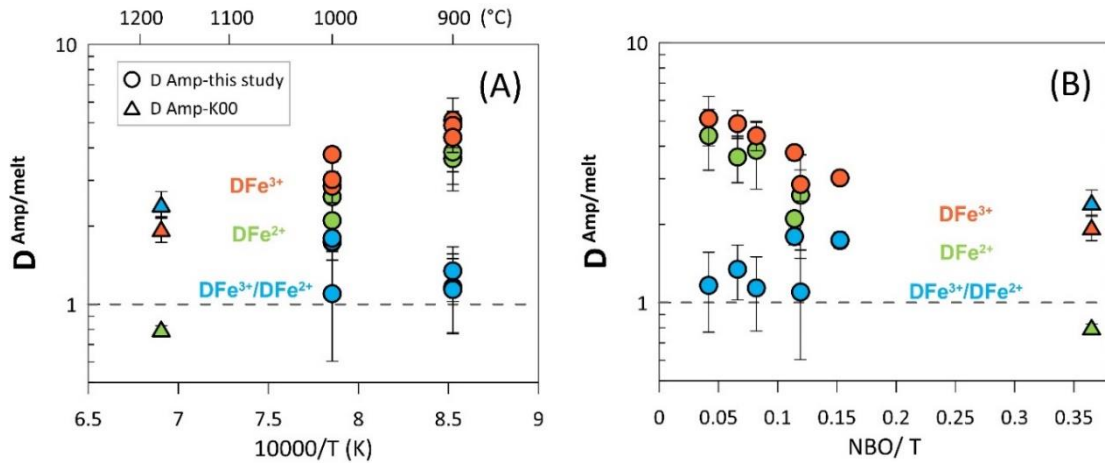 1200 1100 1000 900 (°C)
10
(A)
D Amp-this study
D Amp-K00
DFe³⁺
DFe²⁺
DFe³⁺/DFe²⁺
1
D Amp/melt
6.5 7 7.5 8 8.5 9
10000/T (K)
10
(B)
DFe³⁺
DFe²⁺
DFe³⁺/DFe²⁺
1
D Amp/melt
0 0.05 0.1 0.15 0.2 0.25 0.3 0.35
NBO/ T